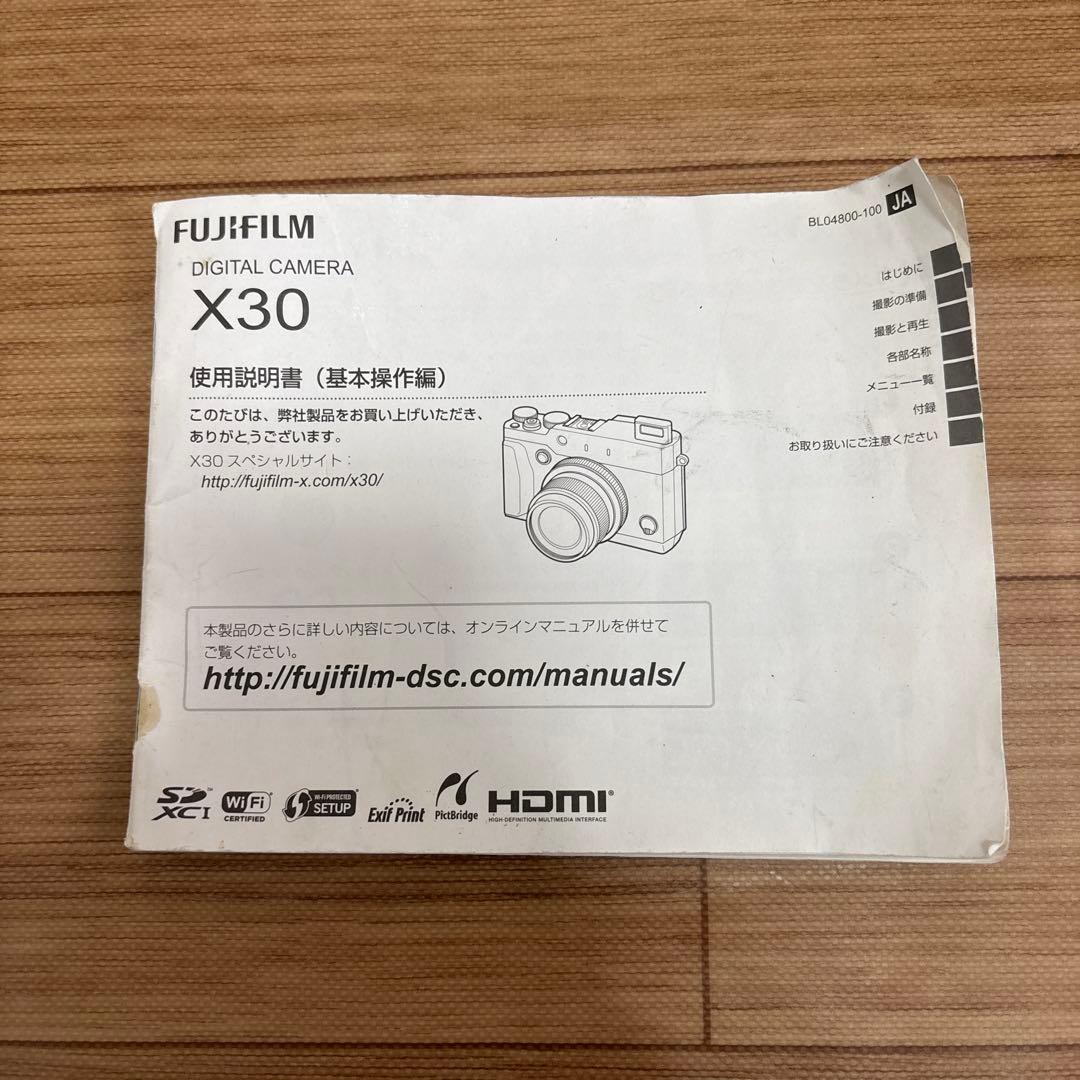 FUJIFILM
DIGITAL CAMERA
X30
使用説明書（基本操作編）
このたびは、弊社製品をお買い上げいただき、
ありがとうございます。
X30 スペシャルサイト：
http://fujifilm-x.com/x30/
BL04800-100 JA
はじめに
撮影の準備
撮影と再生
各部名称
メニュー一覧
付録
お取り扱いにご注意ください
本製品のさらに詳しい内容については、オンラインマニュアルを併せて
ご覧ください。
http://fujifilm-dsc.com/manuals/
SD XC I ™
Wi Fi ® CERTIFIED
Wi-Fi PROTECTED SETUP ®
Exif Print
PictBridge
HDMI®
HIGH-DEFINITION MULTIMEDIA INTERFACE